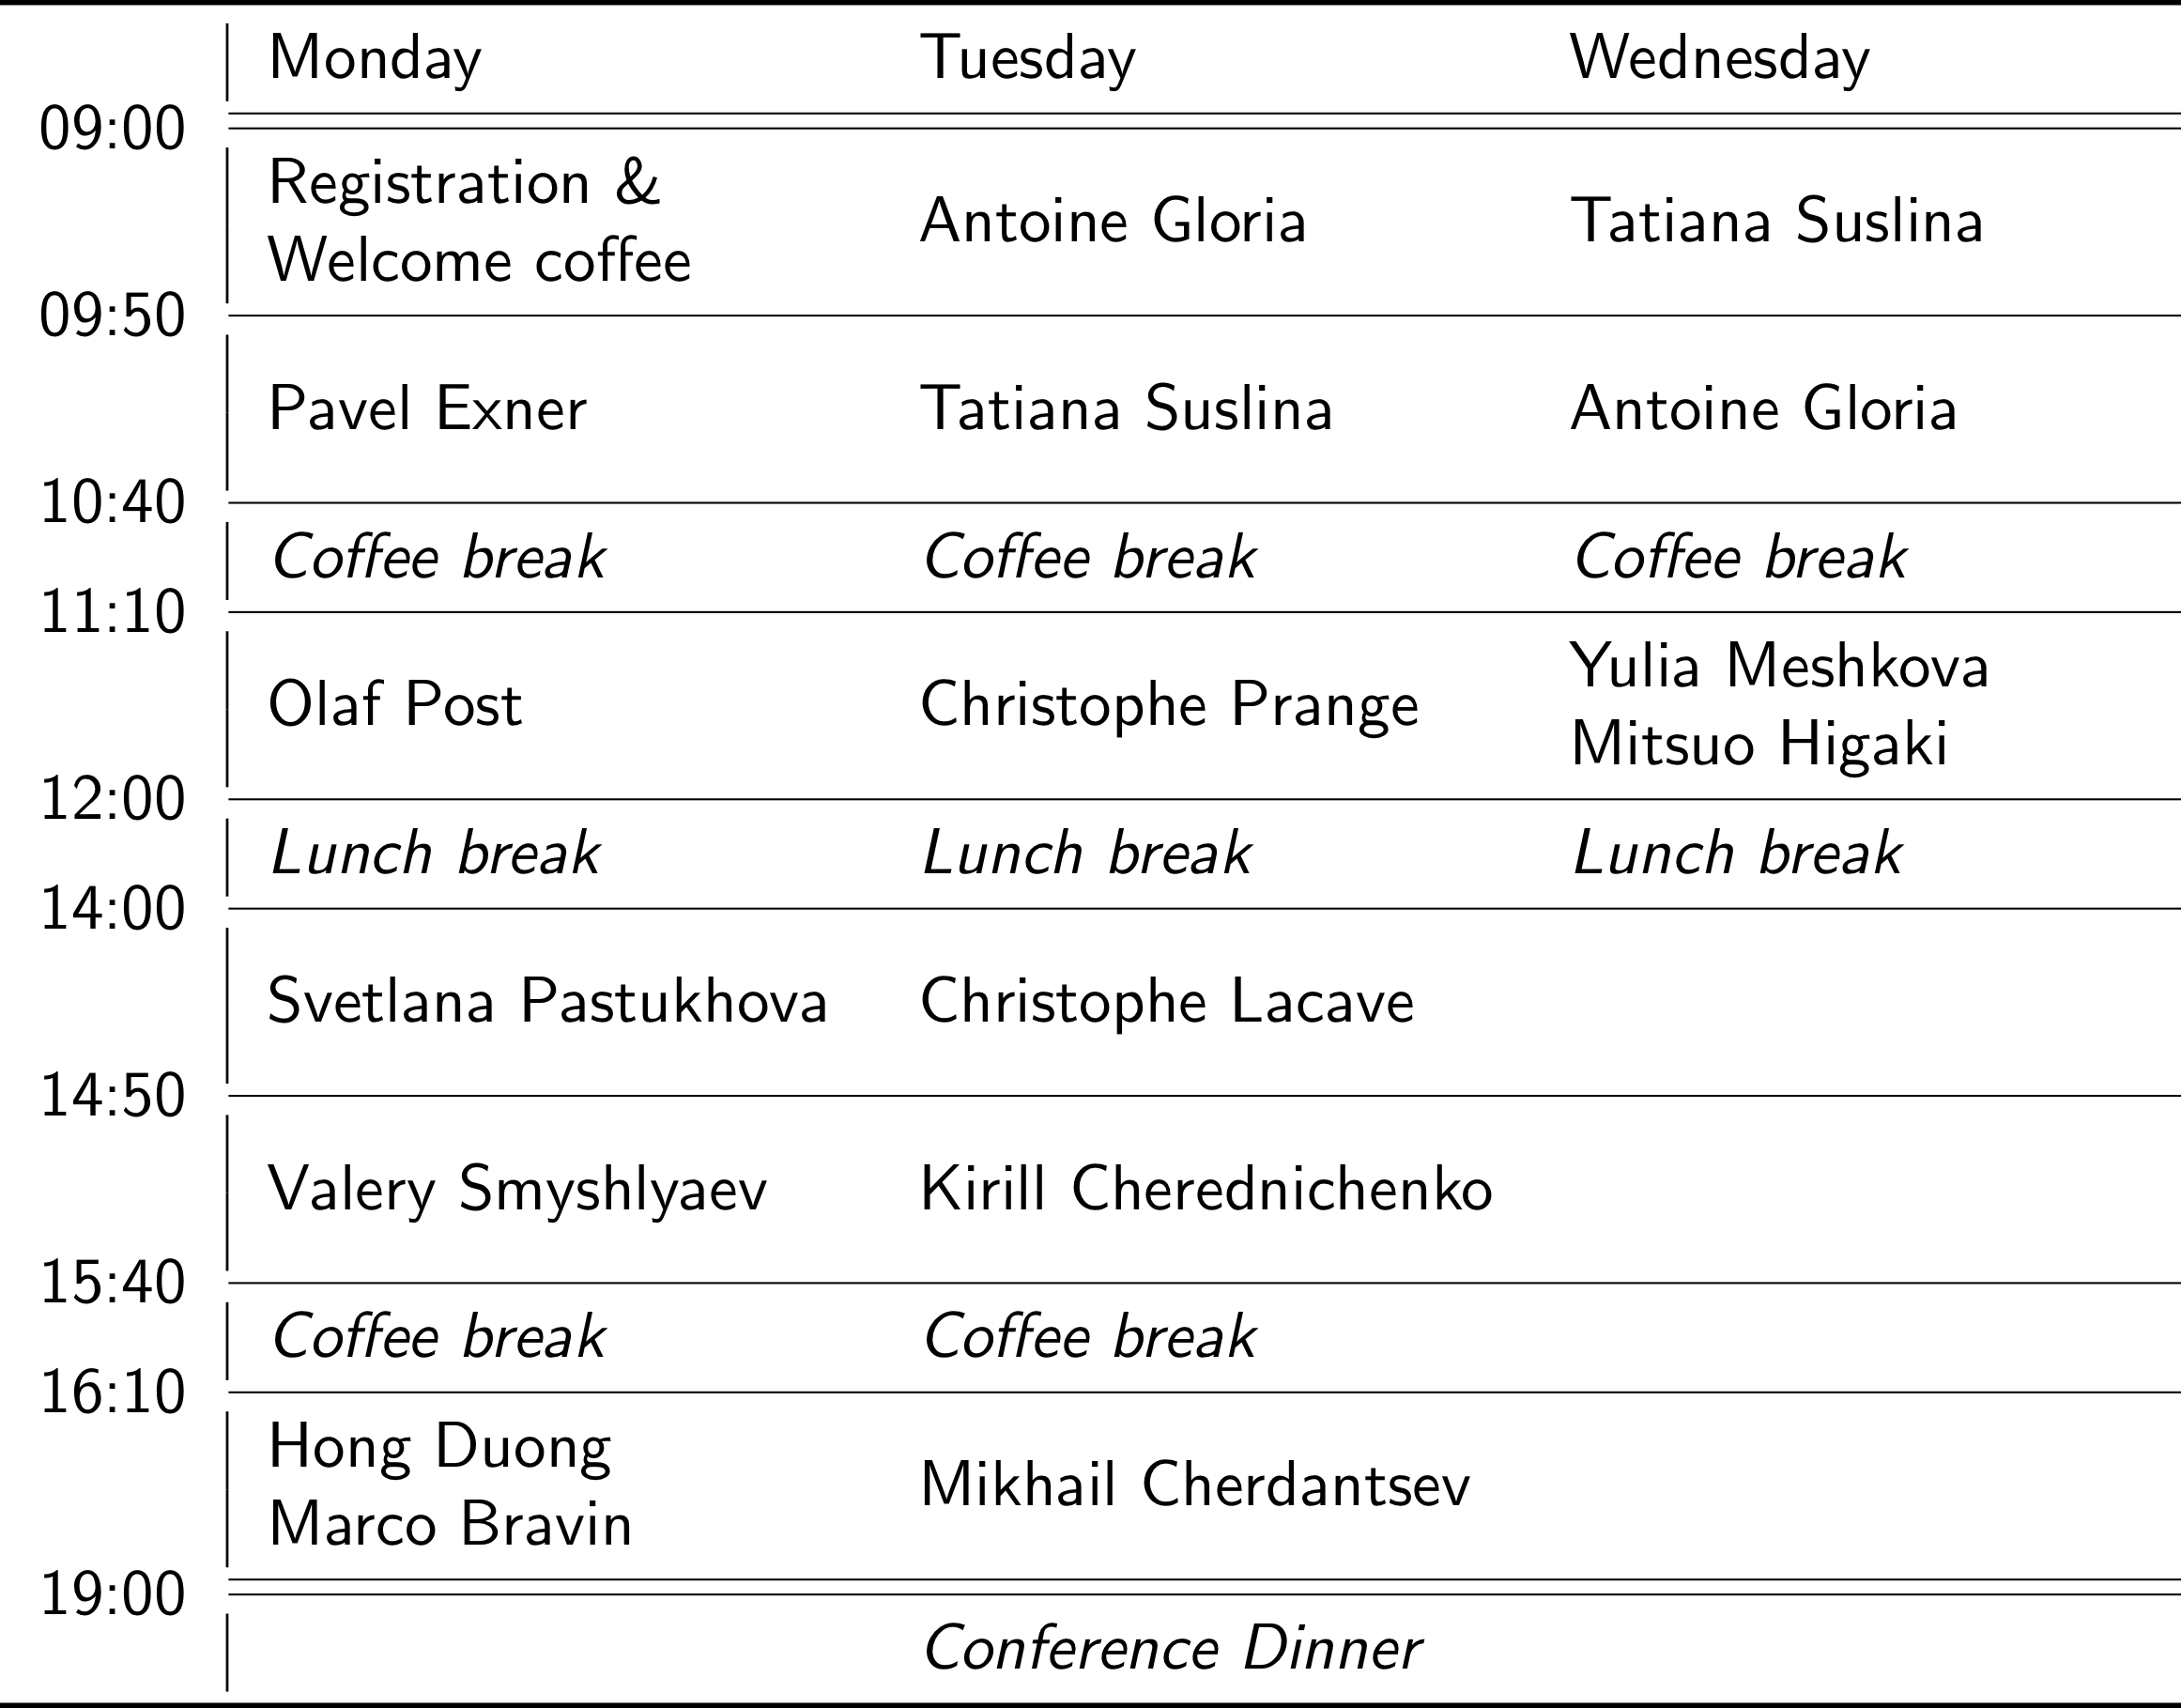 Monday Tuesday Wednesday
09:00
Registration & Welcome coffee Antoine Gloria Tatiana Suslina
09:50
Pavel Exner Tatiana Suslina Antoine Gloria
10:40
Coffee break Coffee break Coffee break
11:10
Olaf Post Christophe Prange Yulia Meshkova
Mitsuo Higaki
12:00
Lunch break Lunch break Lunch break
14:00
Svetlana Pastukhova Christophe Lacave
14:50
Valery Smyshlyaev Kirill Cherednichenko
15:40
Coffee break Coffee break
16:10
Hong Duong
Marco Bravin Mikhail Cherdantsev
19:00
Conference Dinner